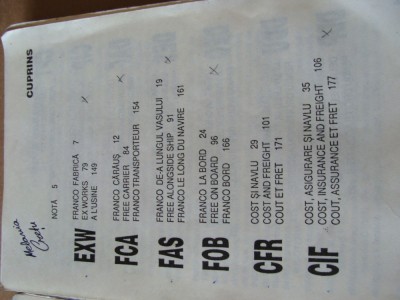 CUPRINS
NOTĂ 5
EXW
FRANCO FABRICĂ 7
EX WORKS 79
A L'USINE 149
FCA
FRANCO CĂRĂUŞ 12
FREE CARRIER 84
FRANCO TRANSPORTEUR 154
FAS
FRANCO DE-A LUNGUL VASULUI 19
FREE ALONGSIDE SHIP 91
FRANCO LE LONG DU NAVIRE 161
FOB
FRANCO LA BORD 24
FREE ON BOARD 96
FRANCO BORD 166
CFR
COST ŞI NAVLU 29
COST AND FREIGHT 101
COUT ET FRET 171
CIF
COST, ASIGURARE ŞI NAVLU 35
COST, INSURANCE AND FREIGHT 106
COUT, ASSURANCE ET FRET 177